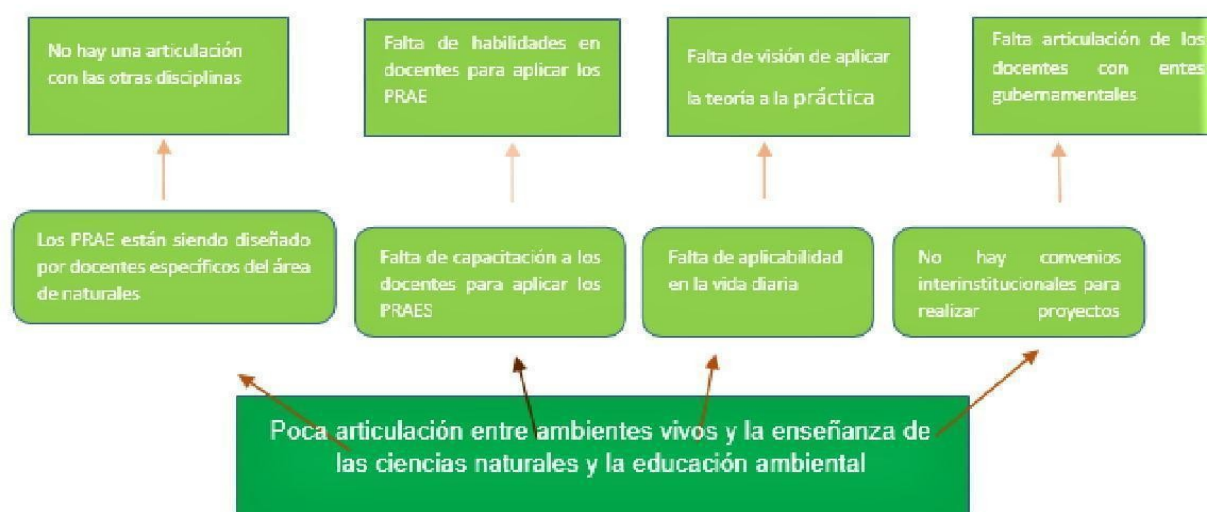 No hay una articulación
con las otras disciplinas
Falta de habilidades en
docentes para aplicar los
PRAE
Falta de visión de aplicar
la teoría a la práctica
Falta articulación de los
docentes con entes
gubernamentales
Los PRAE están siendo diseñado
por docentes específicos del área
de naturales
Falta de capacitación a los
docentes para aplicar los
PRAES
Falta de aplicabilidad
en la vida diaria
No hay convenios
interinstitucionales para
realizar proyectos
Poca articulación entre ambientes vivos y la enseñanza de
las ciencias naturales y la educación ambiental